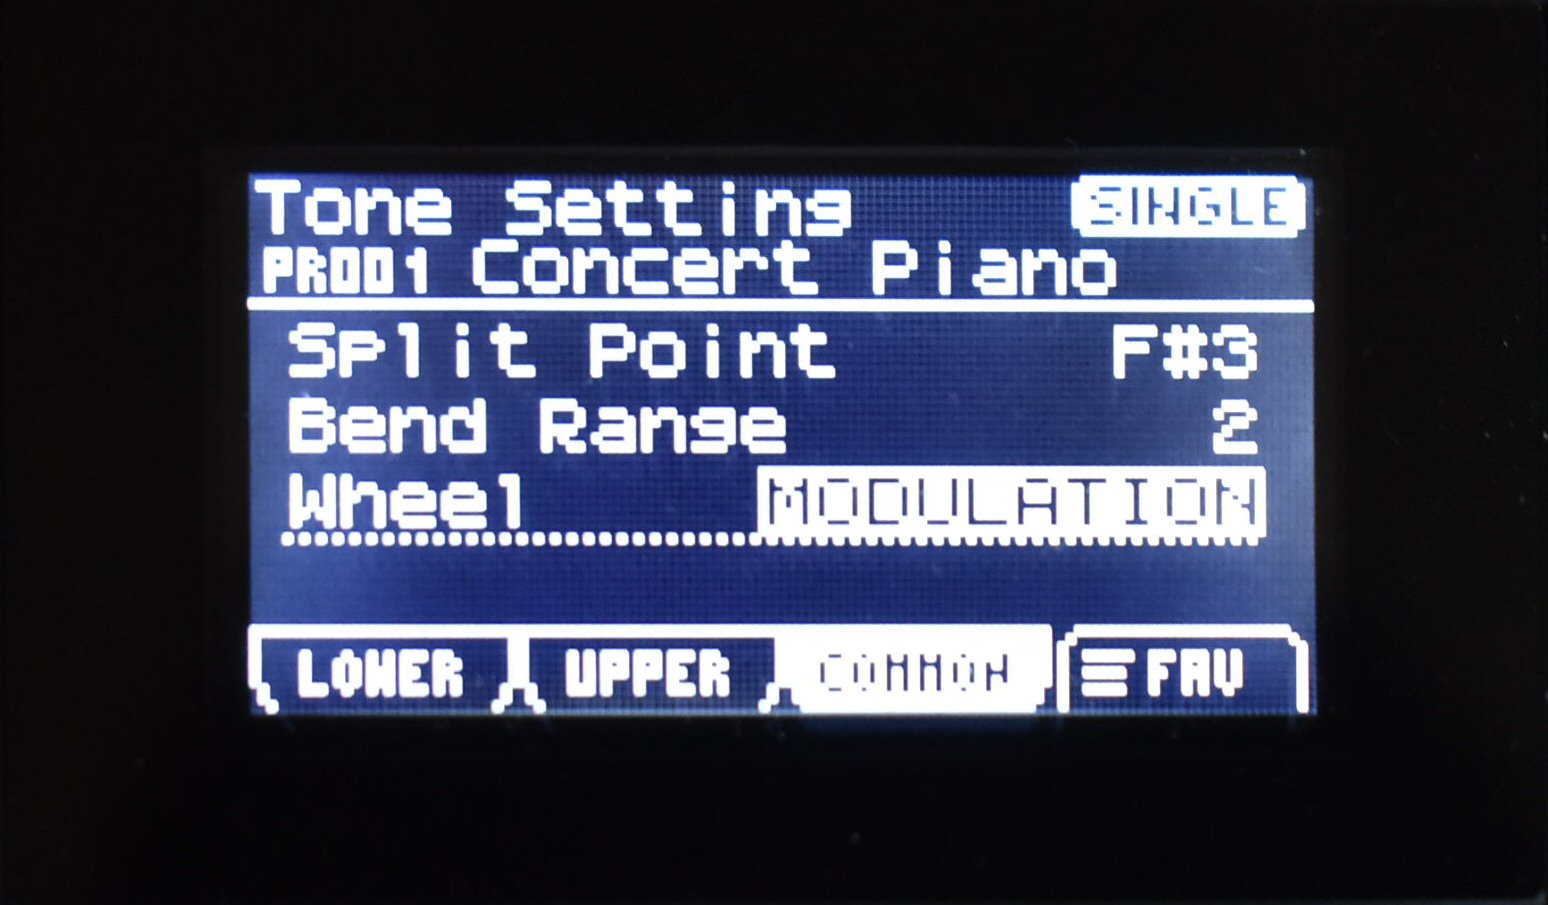 Tone Setting SINGLE
PR001 Concert Piano
Split Point F#3
Bend Range 2
Wheel MODULATION
LOWER UPPER COMMON FAV